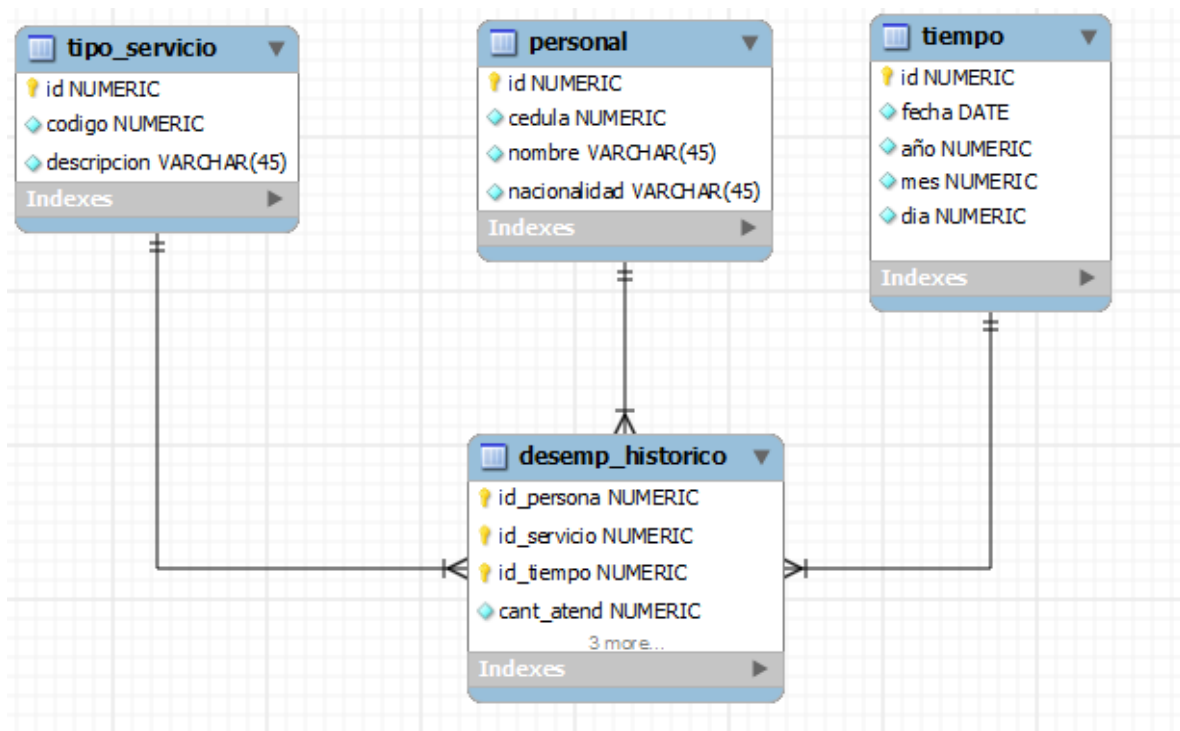 tipo_servicio
id NUMERIC
codigo NUMERIC
descripcion VARCHAR(45)
Indexes
personal
id NUMERIC
cedula NUMERIC
nombre VARCHAR(45)
nacionalidad VARCHAR(45)
Indexes
tiempo
id NUMERIC
fecha DATE
año NUMERIC
mes NUMERIC
dia NUMERIC
Indexes
desemp_historico
id_persona NUMERIC
id_servicio NUMERIC
id_tiempo NUMERIC
cant_atend NUMERIC
3 more...
Indexes